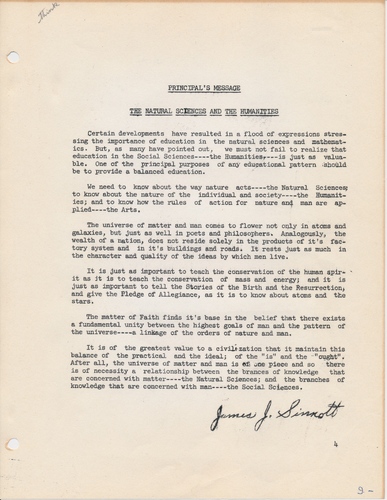 Think
PRINCIPAL'S MESSAGE
THE NATURAL SCIENCES AND THE HUMANITIES
Certain developments have resulted in a flood of expressions stres-
sing the importance of education in the natural sciences and mathemat-
ics. But, as many have pointed out, we must not fail to realize that
education in the Social Sciences----the Humanities,----is just as valua-
ble. One of the principal purposes of any educational pattern should
be to provide a balanced education.
We need to know about the way nature acts----the Natural Sciences;
to know about the nature of the individual and society----the Humanit-
ies; and to know how the rules of action for nature and man are ap-
plied----the Arts.
The universe of matter and man comes to flower not only in atoms and
galaxies, but just as well in poets and philosophers. Analogously, the
wealth of a nation, does not reside solely in the products of it's fac-
tory system and in it's buildings and roads. It rests just as much in
the character and quality of the ideas by which men live.
It is just as important to teach the conservation of the human spir-
it as it is to teach the conservation of mass and energy; and it is
just as important to tell the Stories of the Birth and the Resurrection,
and give the Pledge of Allegiance, as it is to know about atoms and the
stars.
The matter of Faith finds it's base in the belief that there exists
a fundamental unity between the highest goals of man and the pattern of
the universe----a linkage of the orders of nature and man.
It is of the greatest value to a civilization that it maintain this
balance of the practical and the ideal; of the "is" and the "ought".
After all, the universe of matter and man is en one piece and so there
is of necessity a relationship between the brances of knowledge that
are concerned with matter----the Natural Sciences; and the branches of
knowledge that are concerned with man----the Social Sciences.
James J. Sinnott
4
9-